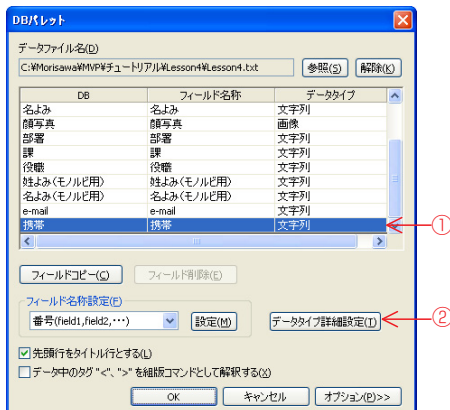 DBパレット
データファイル名(D)
C:¥Morisawa¥MVP¥チュートリアル¥Lesson4¥Lesson4.txt 参照(S) 解除(K)
DB フィールド名称 データタイプ
名よみ 名よみ 文字列
顔写真 顔写真 画像
部署 部署 文字列
課 課 文字列
役職 役職 文字列
姓よみ(モノルビ用) 姓よみ(モノルビ用) 文字列
名よみ(モノルビ用) 名よみ(モノルビ用) 文字列
e-mail e-mail 文字列
携帯 携帯 文字列 ①
フィールドコピー(C) フィールド削除(E)
フィールド名称設定(F)
番号(field1,field2,・・・) 設定(M) データタイプ詳細設定(T) ②
先頭行をタイトル行とする(L)
データ中のタグ "<"、">" を組版コマンドとして解釈する(X)
OK キャンセル オプション(P)>>